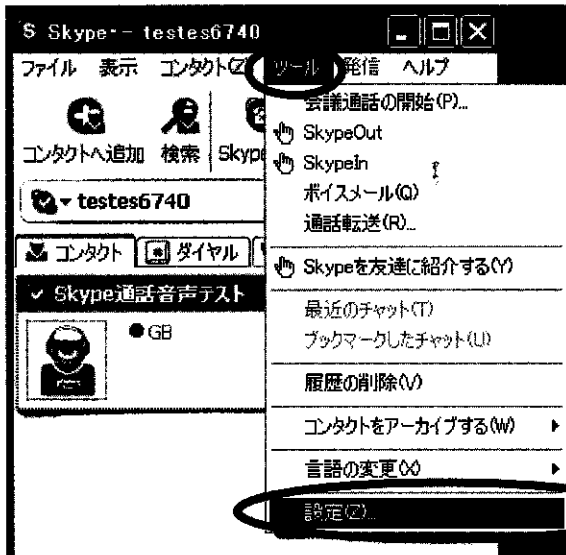 Skype - testes6740
ファイル 表示 コンタクト(Z) ツール 発信 ヘルプ
コンタクトへ追加 検索 Skype
testes6740
コンタクト ダイヤル
Skype通話音声テスト
GB
会議通話の開始(P)...
SkypeOut
SkypeIn
ボイスメール(Q)
通話転送(R)...
Skypeを友達に紹介する(Y)
最近のチャット(T)
ブックマークしたチャット(U)
履歴の削除(V)
コンタクトをアーカイブする(W)
言語の変更(X)
設定(Z)...